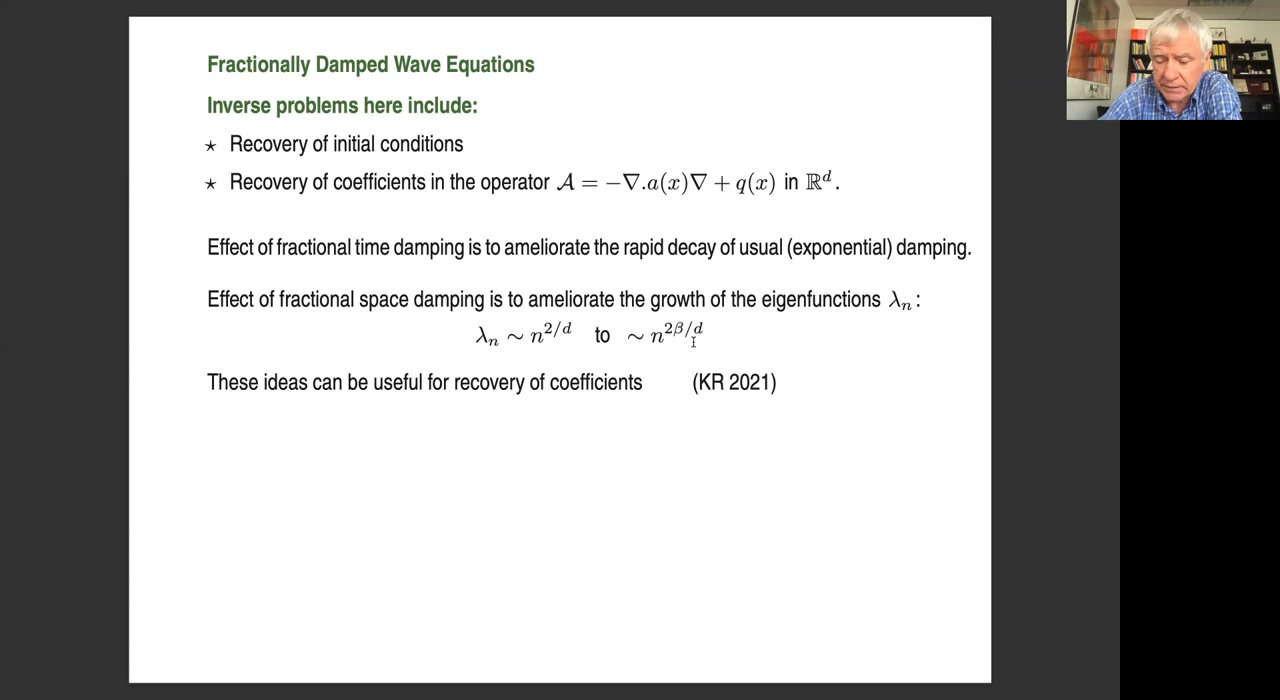 Fractionally Damped Wave Equations
Inverse problems here include:
⋆ Recovery of initial conditions
⋆ Recovery of coefficients in the operator 𝒜 = −∇.a(x)∇ + q(x) in ℝᵈ.
Effect of fractional time damping is to ameliorate the rapid decay of usual (exponential) damping.
Effect of fractional space damping is to ameliorate the growth of the eigenfunctions λₙ:
λₙ ∼ n^{2/d} to ∼ n^{2β/d}
These ideas can be useful for recovery of coefficients (KR 2021)